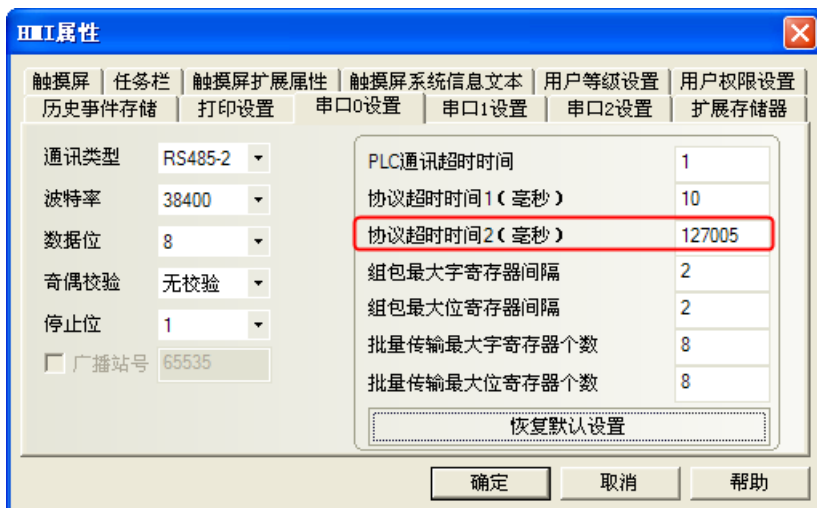 HMI属性
触摸屏 任务栏 触摸屏扩展属性 触摸屏系统信息文本 用户等级设置 用户权限设置
历史事件存储 打印设置 串口0设置 串口1设置 串口2设置 扩展存储器
通讯类型 RS485-2
波特率 38400
数据位 8
奇偶校验 无校验
停止位 1
广播站号 65535
PLC通讯超时时间 1
协议超时时间1(毫秒) 10
协议超时时间2(毫秒) 127005
组包最大字寄存器间隔 2
组包最大位寄存器间隔 2
批量传输最大字寄存器个数 8
批量传输最大位寄存器个数 8
恢复默认设置
确定 取消 帮助